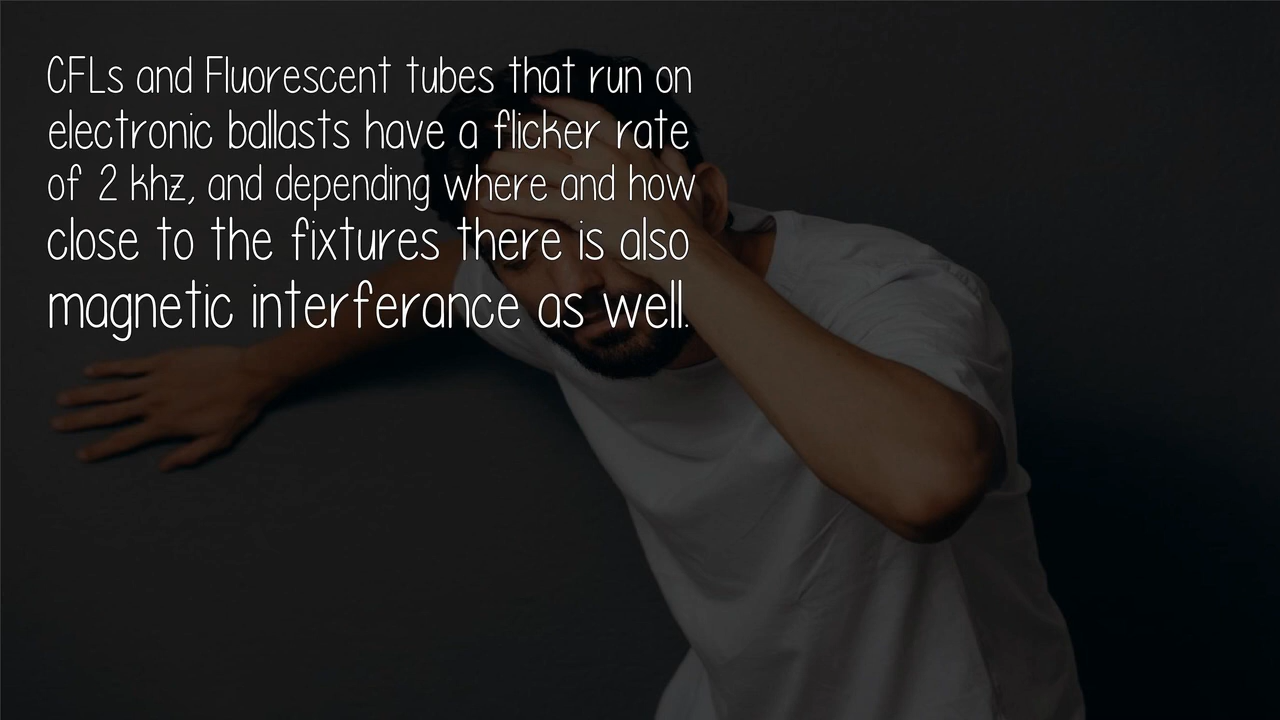 CFLs and Fluorescent tubes that run on
electronic ballasts have a flicker rate
of 2 khz, and depending where and how
close to the fixtures there is also
magnetic interferance as well.